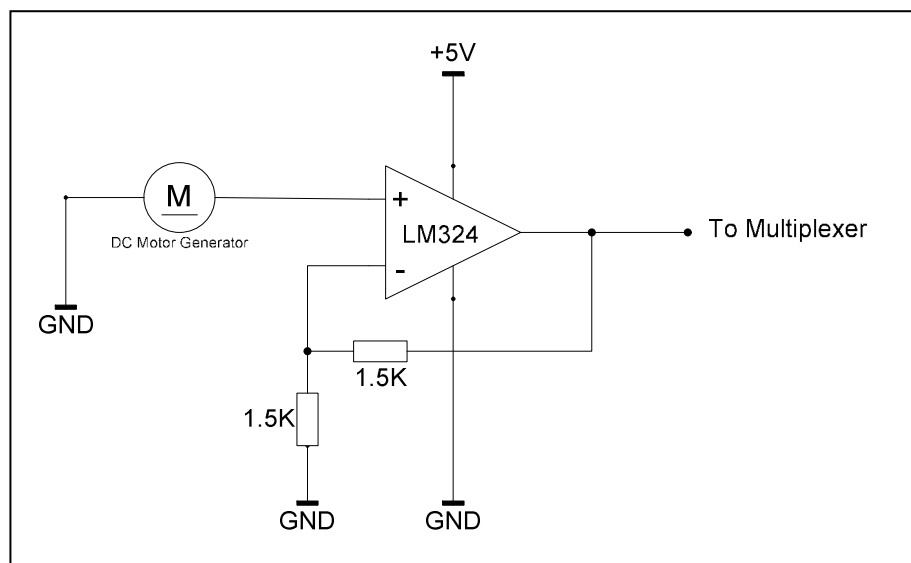 +5V
M
+
LM324
To Multiplexer
DC Motor Generator
-
GND
1.5K
1.5K
GND
GND